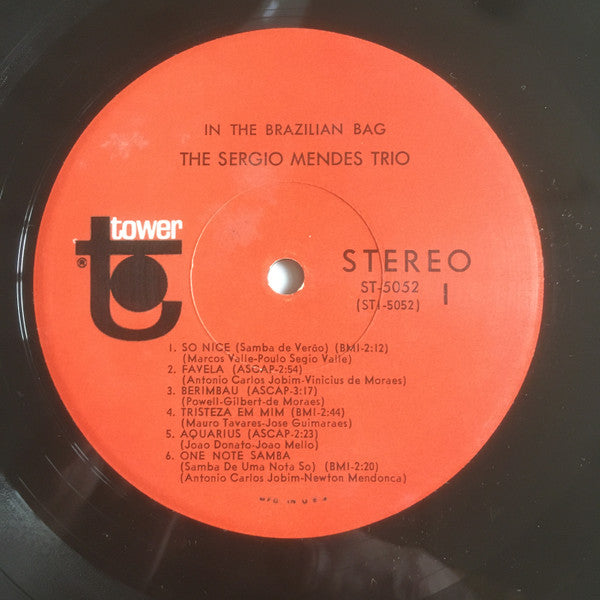 IN THE BRAZILIAN BAG
THE SERGIO MENDES TRIO
tower
®
STEREO
ST-5052
(ST1-5052)
1
1. SO NICE (Samba de Verão) (BMI-2:12)
(Marcos Valle-Poulo Segio Valle)
2. FAVELA (ASCAP-2:54)
(Antonio Carlos Jobim-Vinicius de Moraes)
3. BERIMBAU (ASCAP-3:17)
(Powell-Gilbert-de Moraes)
4. TRISTEZA EM MIM (BMI-2:44)
(Mauro Tavares-Jose Guimaraes)
5. AQUARIUS (ASCAP-2:23)
(Joao Donato-Joao Mello)
6. ONE NOTE SAMBA
(Samba De Uma Nota So) (BMI-2:20)
(Antonio Carlos Jobim-Newton Mendonca)
MFG. IN U.S.A.